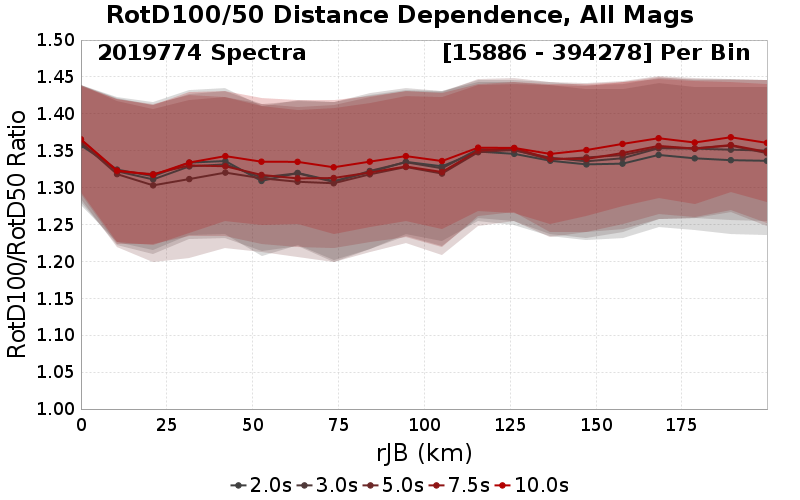 RotD100/50 Distance Dependence, All Mags
2019774 Spectra
[15886 - 394278] Per Bin
RotD100/RotD50 Ratio
1.50
1.45
1.40
1.35
1.30
1.25
1.20
1.15
1.10
1.05
1.00
0 25 50 75 100 125 150 175
rJB (km)
2.0s 3.0s 5.0s 7.5s 10.0s